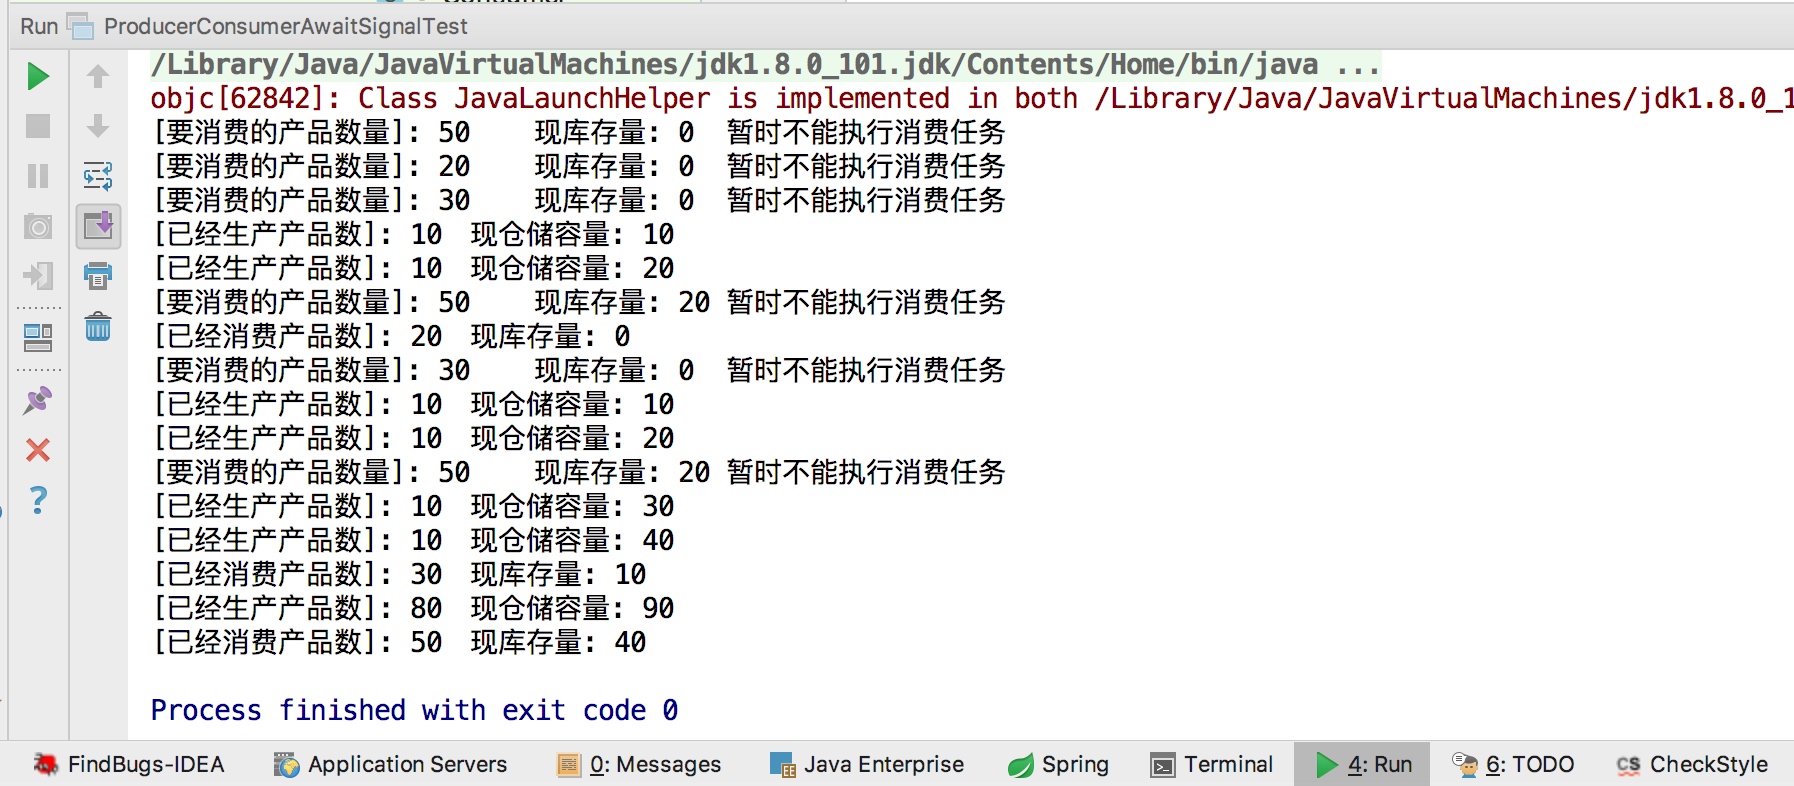 Run ProducerConsumerAwaitSignalTest
/Library/Java/JavaVirtualMachines/jdk1.8.0_101.jdk/Contents/Home/bin/java ...
objc[62842]: Class JavaLaunchHelper is implemented in both /Library/Java/JavaVirtualMachines/jdk1.8.0_1
[要消费的产品数量]: 50 现库存量: 0 暂时不能执行消费任务
[要消费的产品数量]: 20 现库存量: 0 暂时不能执行消费任务
[要消费的产品数量]: 30 现库存量: 0 暂时不能执行消费任务
[已经生产产品数]: 10 现仓储容量: 10
[已经生产产品数]: 10 现仓储容量: 20
[要消费的产品数量]: 50 现库存量: 20 暂时不能执行消费任务
[已经消费产品数]: 20 现库存量: 0
[要消费的产品数量]: 30 现库存量: 0 暂时不能执行消费任务
[已经生产产品数]: 10 现仓储容量: 10
[已经生产产品数]: 10 现仓储容量: 20
[要消费的产品数量]: 50 现库存量: 20 暂时不能执行消费任务
[已经生产产品数]: 10 现仓储容量: 30
[已经生产产品数]: 10 现仓储容量: 40
[已经消费产品数]: 30 现库存量: 10
[已经生产产品数]: 80 现仓储容量: 90
[已经消费产品数]: 50 现库存量: 40
Process finished with exit code 0
FindBugs-IDEA Application Servers 0: Messages Java Enterprise Spring Terminal 4: Run 6: TODO CS CheckStyle